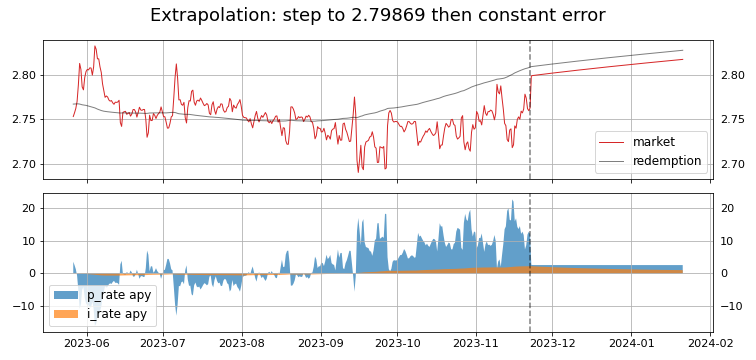 Extrapolation: step to 2.79869 then constant error
2.80 2.80
2.75 2.75
2.70 2.70
market
redemption
20 20
10 10
0 0
−10 −10
p_rate apy
i_rate apy
2023-06 2023-07 2023-08 2023-09 2023-10 2023-11 2023-12 2024-01 2024-02